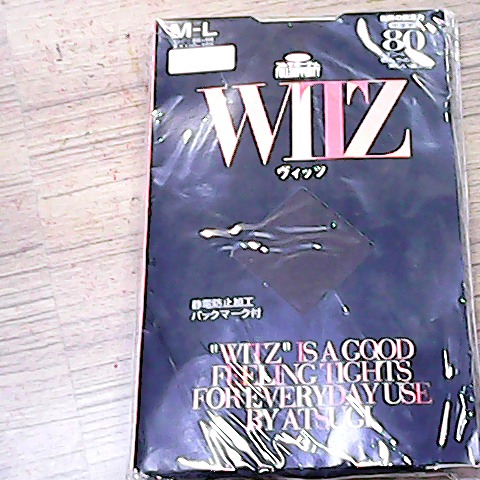 M-L
80
WITZ
ヴィッツ
静電防止加工
バックマーク付
"WITZ" IS A GOOD
FEELING TIGHTS
FOR EVERYDAY USE
BY ATSUGI